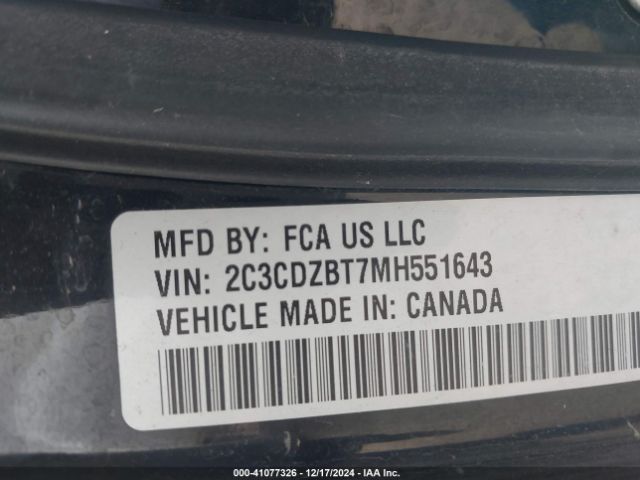 MFD BY: FCA US LLC
VIN: 2C3CDZBT7MH551643
VEHICLE MADE IN: CANADA
000-41077326 - 12/17/2024 - IAA Inc.